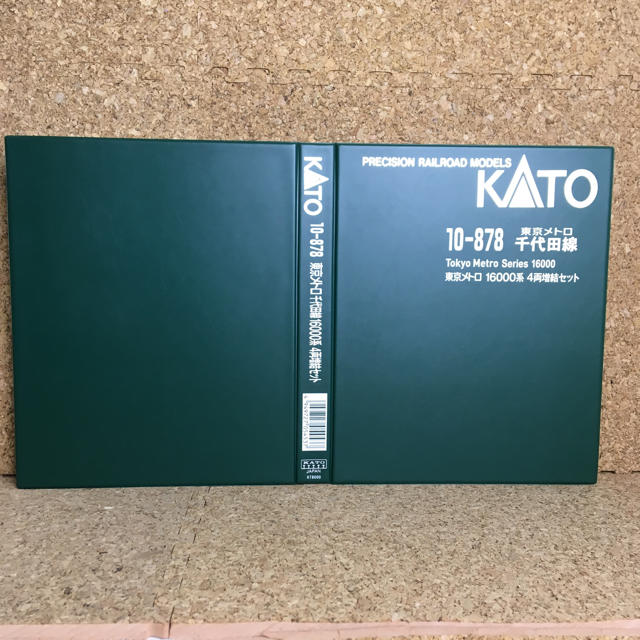 KATO 10-878 東京メトロ 千代田線 16000系 4両増結セット
KATO
JAPAN
PRECISION RAILROAD MODELS
KATO
10-878 東京メトロ
千代田線
Tokyo Metro Series 16000
東京メトロ 16000系 4両増結セット